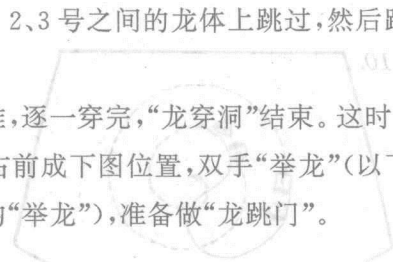 2、3号之间的龙体上跳过，然后
，逐一穿完，“龙穿洞”结束。这时
右前成下图位置，双手“举龙”（以
“举龙”），准备做“龙跳门”。